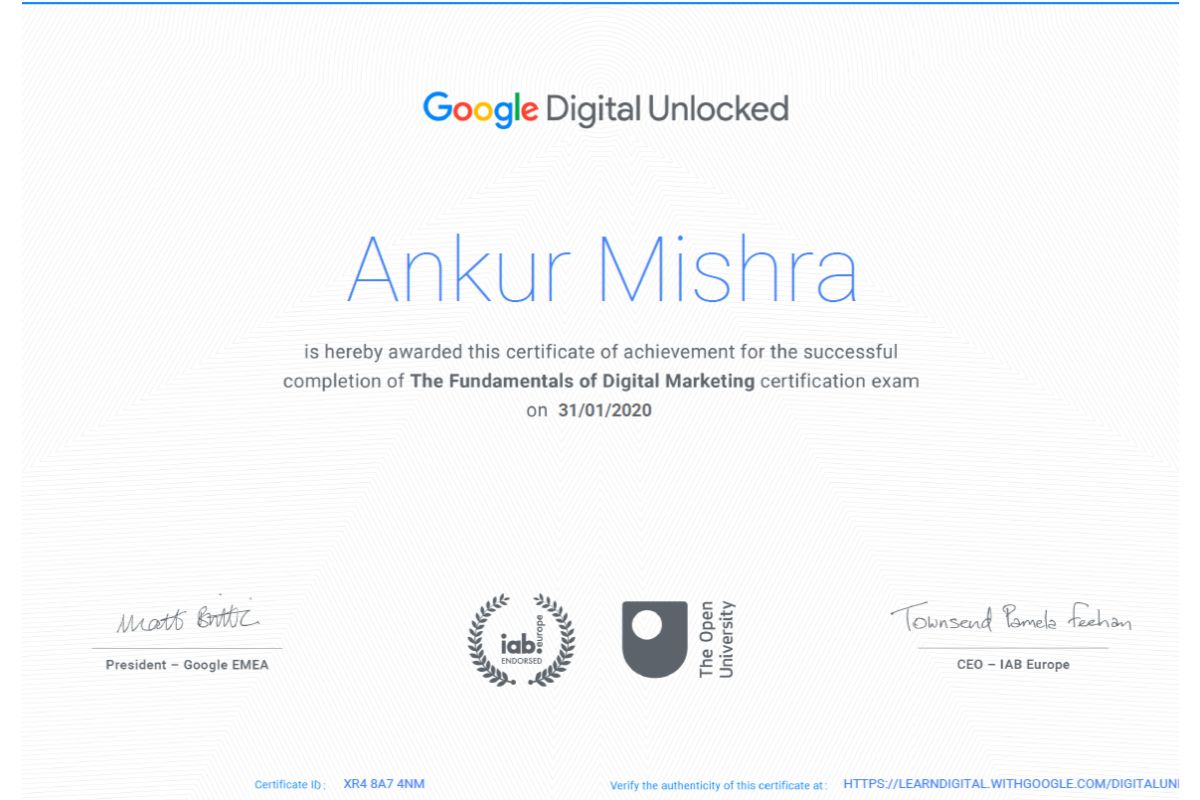 Google Digital Unlocked
Ankur Mishra
is hereby awarded this certificate of achievement for the successful
completion of The Fundamentals of Digital Marketing certification exam
on 31/01/2020
Matt Brittin
President – Google EMEA
iab europe
ENDORSED
The Open
University
Townsend Pamela Feehan
CEO – IAB Europe
Certificate ID: XR4 8A7 4NM
Verify the authenticity of this certificate at: HTTPS://LEARNDIGITAL.WITHGOOGLE.COM/DIGITALUN